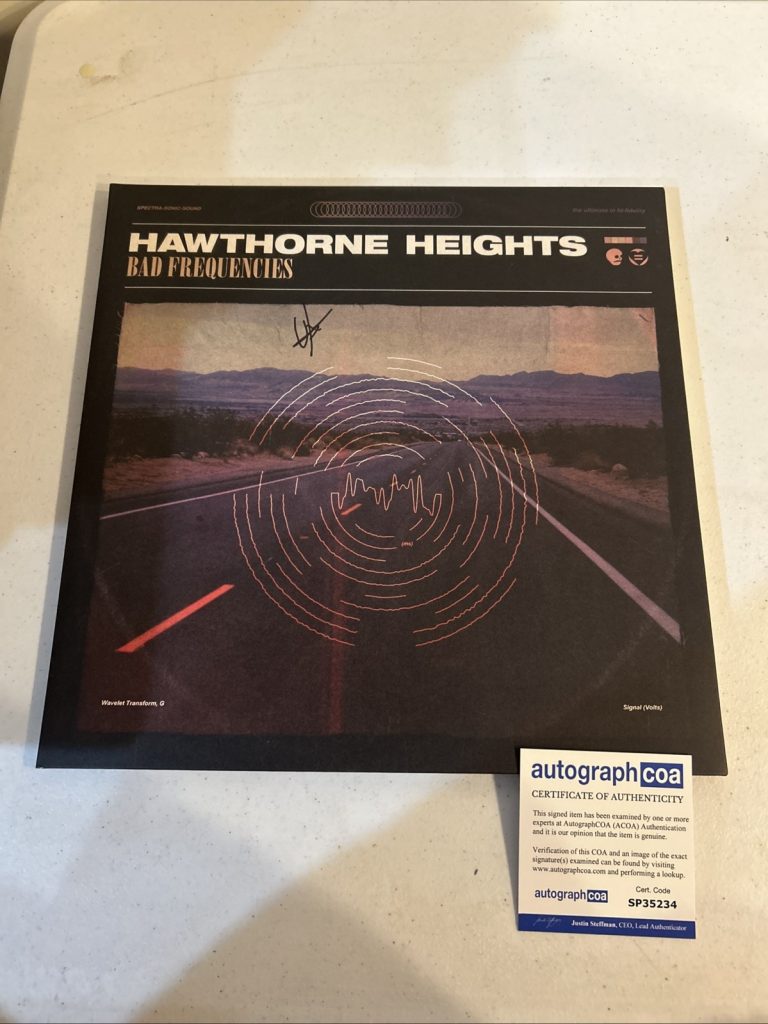 SPECTRA-SONIC-SOUND
the ultimate in hi-fidelity
HAWTHORNE HEIGHTS
BAD FREQUENCIES
Wavelet Transform, G
Signal (Volts)
autographcoa
CERTIFICATE OF AUTHENTICITY
This signed item has been examined by one or more
experts at AutographCOA (ACOA) Authentication
and it is our opinion that the item is genuine.
Verification of this COA and an image of the exact
signature(s) examined can be found by visiting
www.autographcoa.com and performing a lookup.
autographcoa
Cert. Code
SP35234
Justin Steffman, CEO, Lead Authenticator